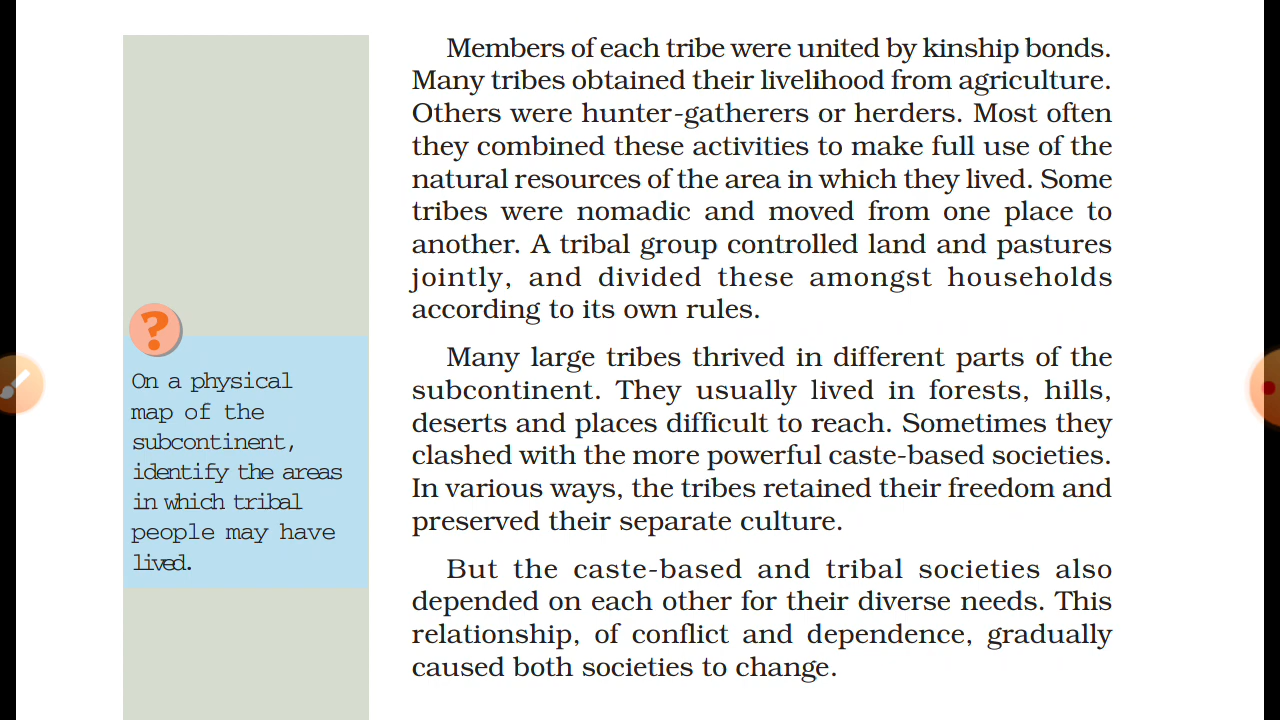 Members of each tribe were united by kinship bonds.
Many tribes obtained their livelihood from agriculture.
Others were hunter-gatherers or herders. Most often
they combined these activities to make full use of the
natural resources of the area in which they lived. Some
tribes were nomadic and moved from one place to
another. A tribal group controlled land and pastures
jointly, and divided these amongst households
according to its own rules.
Many large tribes thrived in different parts of the
subcontinent. They usually lived in forests, hills,
deserts and places difficult to reach. Sometimes they
clashed with the more powerful caste-based societies.
In various ways, the tribes retained their freedom and
preserved their separate culture.
But the caste-based and tribal societies also
depended on each other for their diverse needs. This
relationship, of conflict and dependence, gradually
caused both societies to change.
?
On a physical
map of the
subcontinent,
identify the areas
in which tribal
people may have
lived.